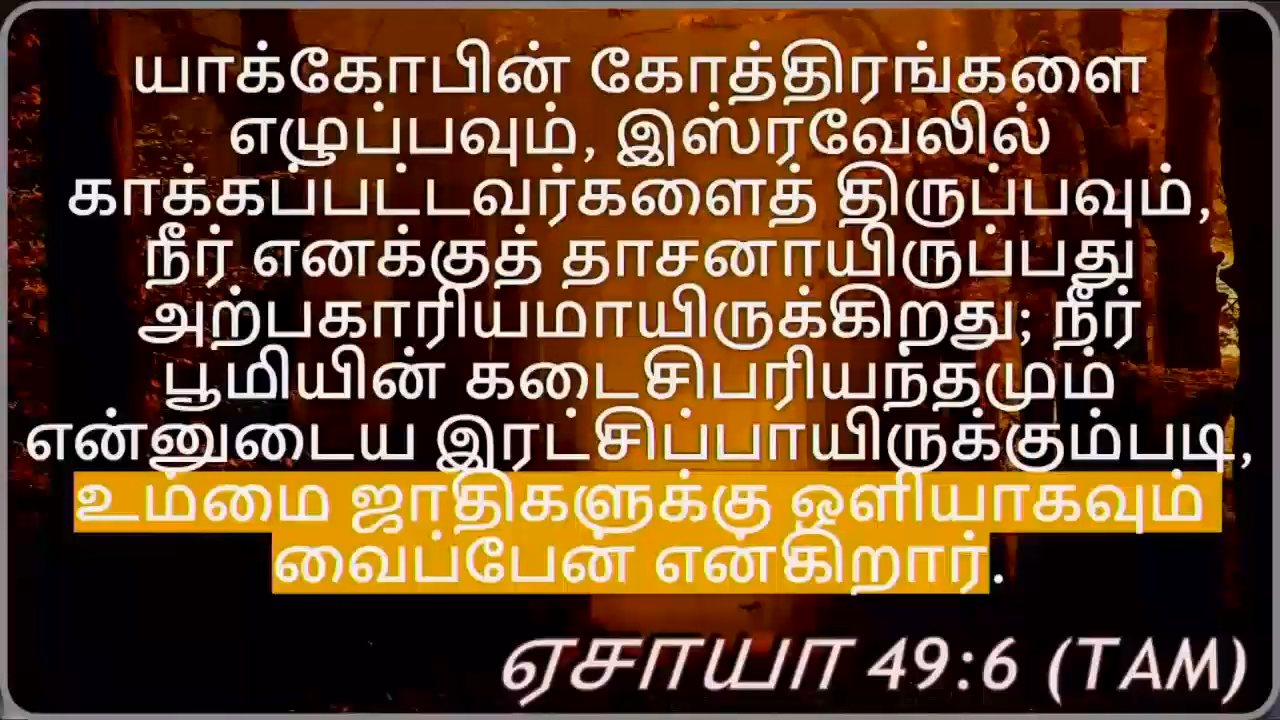 யாக்கோபின் கோத்திரங்களை
எழுப்பவும், இஸ்ரவேலில்
காக்கப்பட்டவர்களைத் திருப்பவும்,
நீர் எனக்குத் தாசனாயிருப்பது
அற்பகாரியமாயிருக்கிறது; நீர்
பூமியின் கடைசிபரியந்தமும்
என்னுடைய இரட்சிப்பாயிருக்கும்படி,
உம்மை ஜாதிகளுக்கு ஒளியாகவும்
வைப்பேன் என்கிறார்.
ஏசாயா 49:6 (TAM)